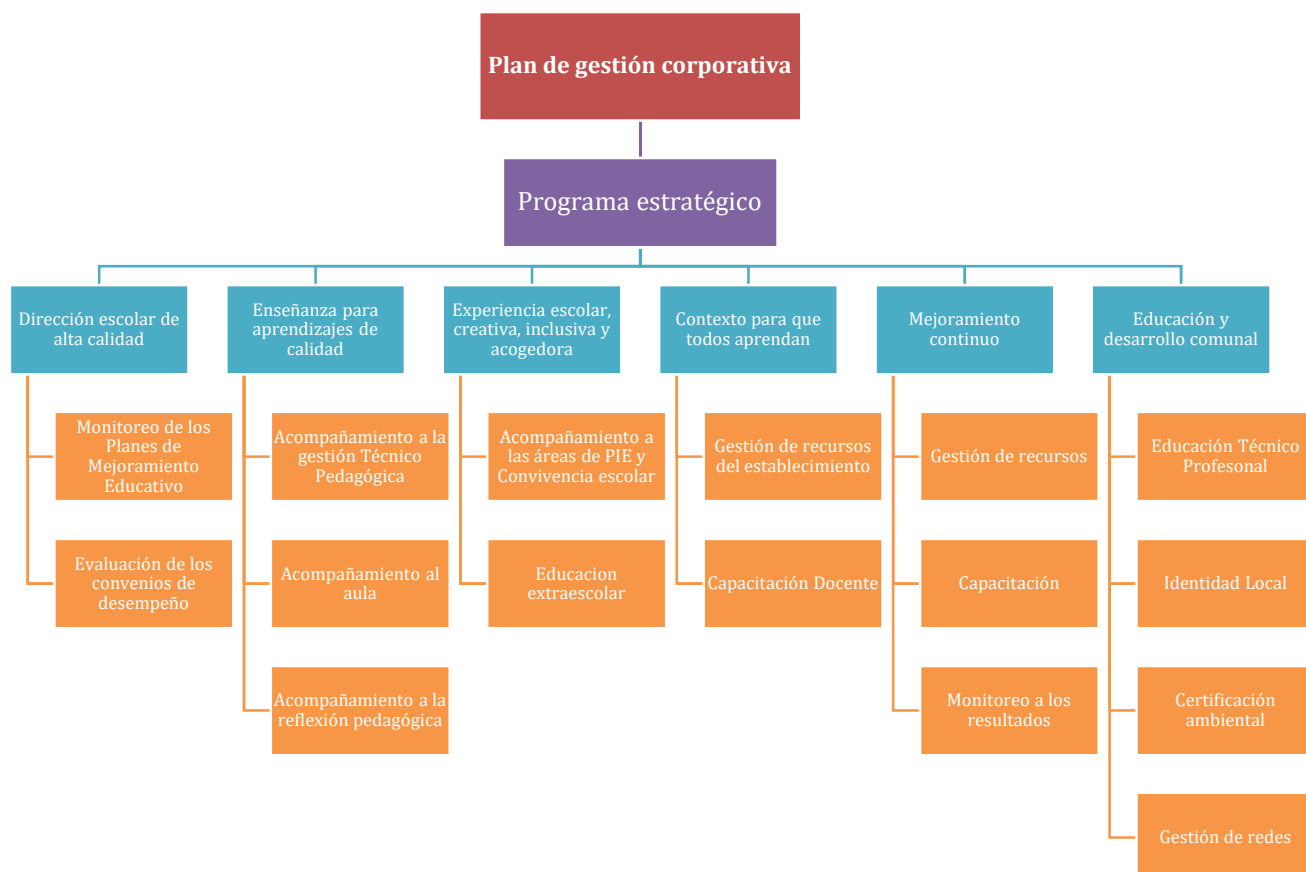 Plan de gestión corporativa
Programa estratégico
Dirección escolar de
alta calidad
Enseñanza para
aprendizajes de
calidad
Experiencia escolar,
creativa, inclusiva y
acogedora
Contexto para que
todos aprendan
Mejoramiento
continuo
Educación y
desarrollo comunal
Monitoreo de los
Planes de
Mejoramiento
Educativo
Acompañamiento a la
gestión Técnico
Pedagógica
Acompañamiento a
las áreas de PIE y
Convivencia escolar
Gestión de recursos
del establecimiento
Gestión de recursos
Educación Técnico
Profesonal
Evaluación de los
convenios de
desempeño
Acompañamiento al
aula
Educacion
extraescolar
Capacitación Docente
Capacitación
Identidad Local
Acompañamiento a la
reflexión pedagógica
Monitoreo a los
resultados
Certificación
ambiental
Gestión de redes